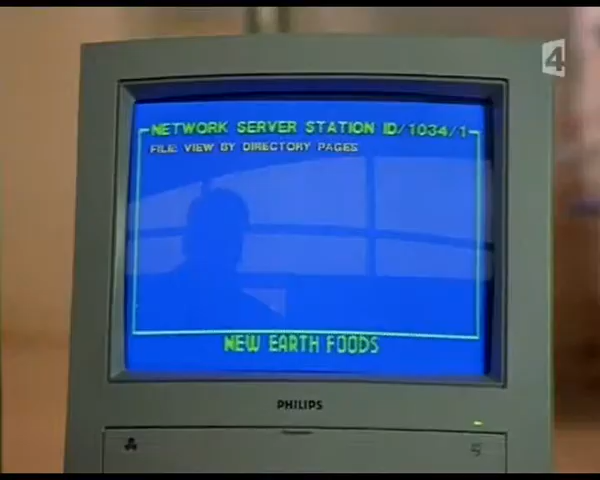 4
NETWORK SERVER STATION ID/1034/1
FILE: VIEW BY DIRECTORY PAGES
NEW EARTH FOODS
PHILIPS